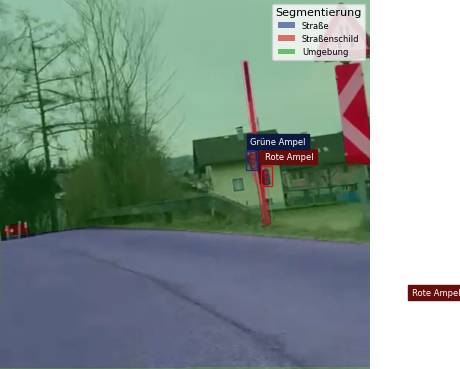 Segmentierung
Straße
Straßenschild
Umgebung
Grüne Ampel
Rote Ampel
Rote Ampel